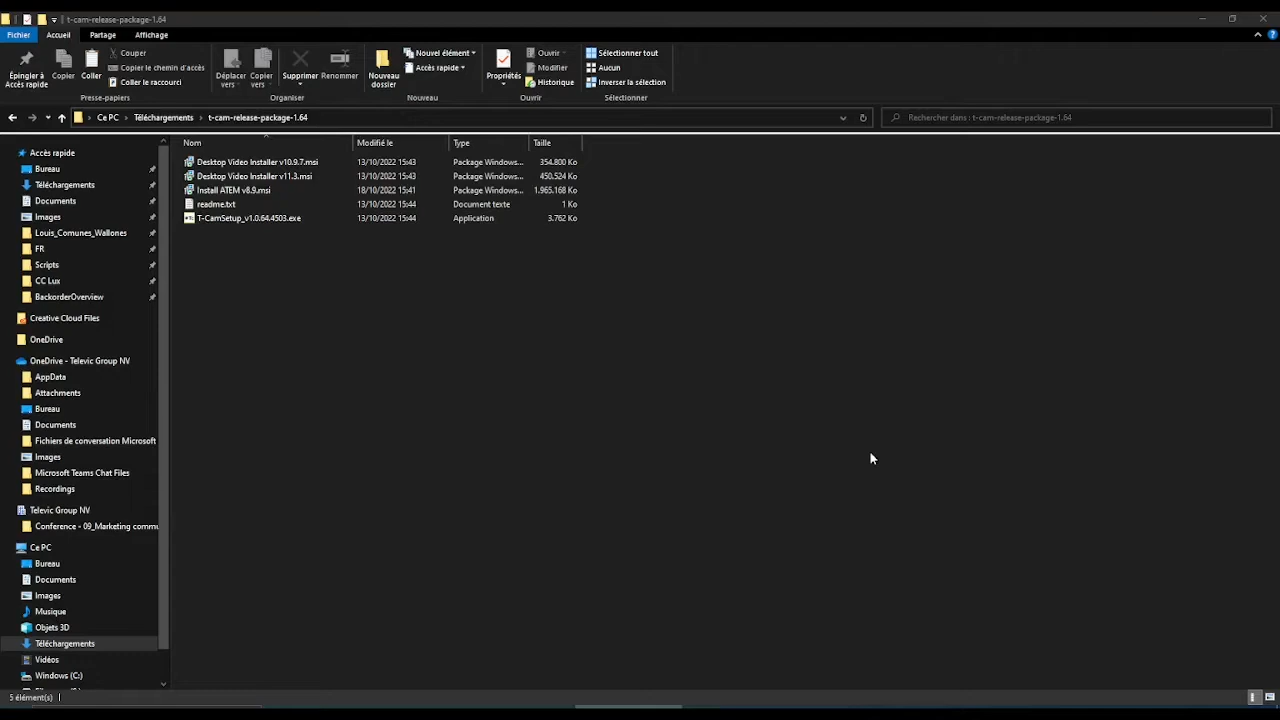 t-cam-release-package-1.64
Fichier Accueil Partage Affichage
Épingler à Accès rapide
Copier
Coller
Couper
Copier le chemin d'accès
Coller le raccourci
Presse-papiers
Déplacer vers
Copier vers
Supprimer
Renommer
Organiser
Nouveau dossier
Nouvel élément
Accès rapide
Nouveau
Propriétés
Ouvrir
Modifier
Historique
Ouvrir
Sélectionner tout
Aucun
Inverser la sélection
Sélectionner
Ce PC > Téléchargements > t-cam-release-package-1.64
Rechercher dans : t-cam-release-package-1.64
Nom Modifié le Type Taille
Desktop Video Installer v10.9.7.msi 13/10/2022 15:43 Package Windows... 354.800 Ko
Desktop Video Installer v11.3.msi 13/10/2022 15:43 Package Windows... 450.524 Ko
Install ATEM v8.9.msi 18/10/2022 15:41 Package Windows... 1.965.168 Ko
readme.txt 13/10/2022 15:44 Document texte 1 Ko
T-CamSetup_v1.0.64.4503.exe 13/10/2022 15:44 Application 3.762 Ko
Accès rapide
Bureau
Téléchargements
Documents
Images
Louis_Comunes_Wallones
FR
Scripts
CC Lux
BackorderOverview
Creative Cloud Files
OneDrive
OneDrive - Televic Group NV
AppData
Attachments
Bureau
Documents
Fichiers de conversation Microsoft
Images
Microsoft Teams Chat Files
Recordings
Televic Group NV
Conference - 09_Marketing commu
Ce PC
Bureau
Documents
Images
Musique
Objets 3D
Téléchargements
Vidéos
Windows (C:)
5 élément(s)